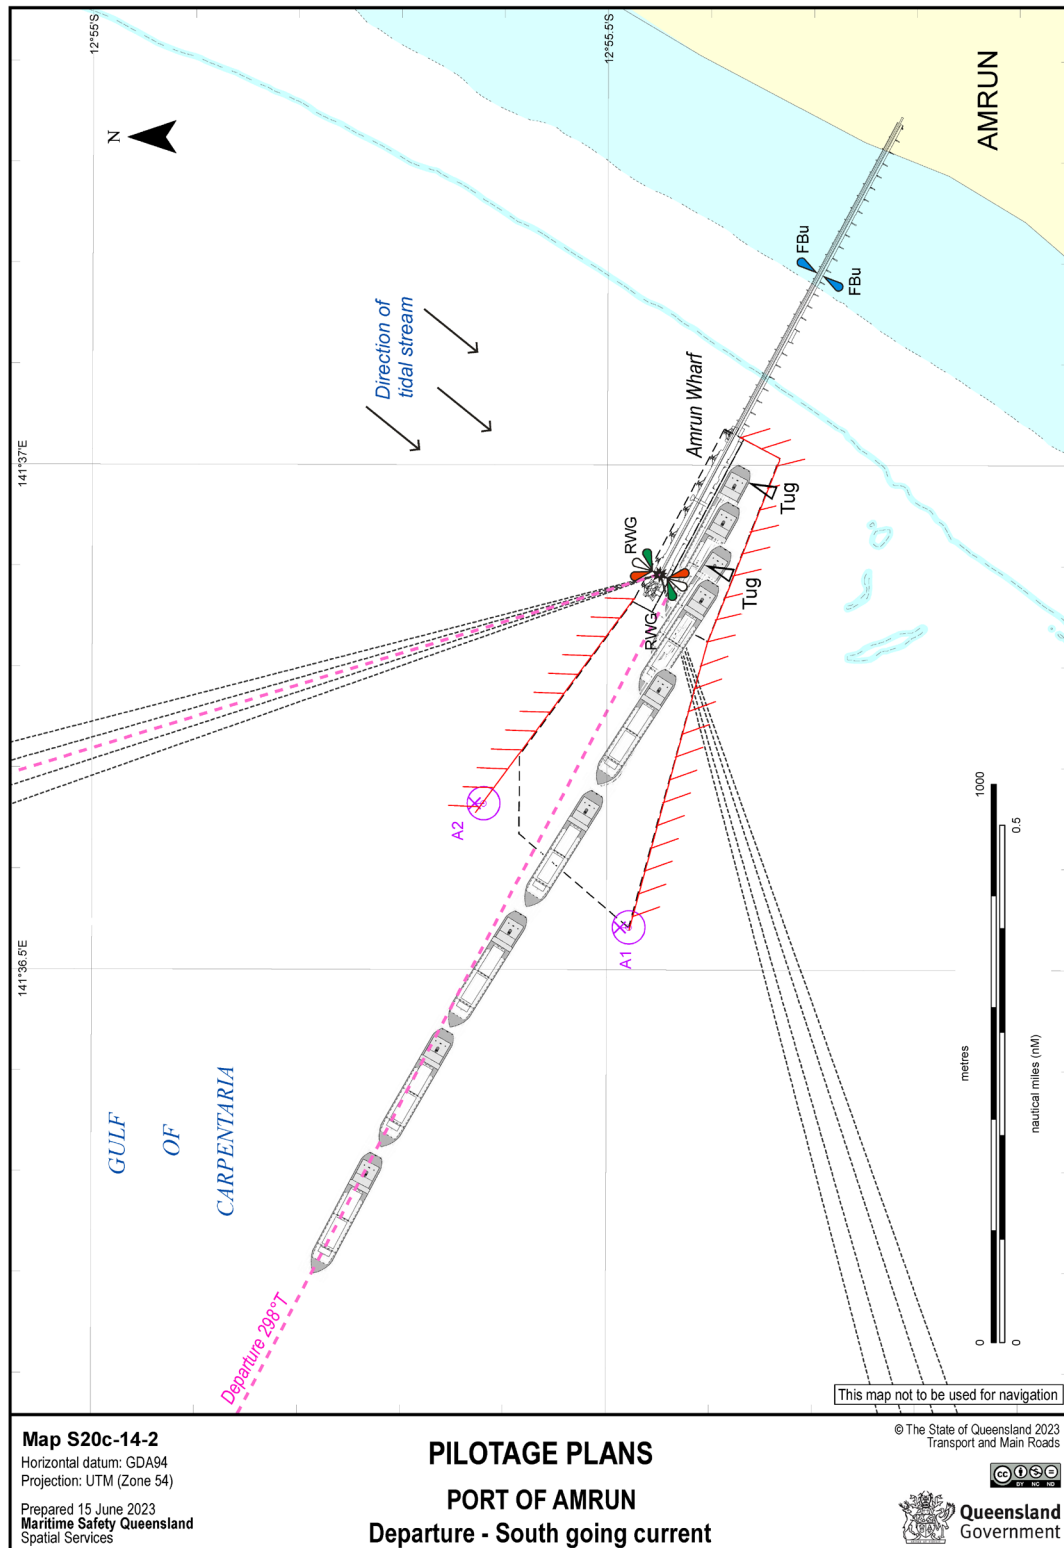 12°55'S
12°55.5'S
N
AMRUN
FBu
FBu
Direction of
tidal stream
Amrun Wharf
141°37'E
RWG
RWG
Tug
Tug
A2
A1
141°36.5'E
GULF
OF
CARPENTARIA
1000
0.5
metres
nautical miles (nM)
0
0
Departure 298°T
This map not to be used for navigation
Map S20c-14-2
Horizontal datum: GDA94
Projection: UTM (Zone 54)
Prepared 15 June 2023
Maritime Safety Queensland
Spatial Services
PILOTAGE PLANS
PORT OF AMRUN
Departure - South going current
© The State of Queensland 2023
Transport and Main Roads
cc
BY NC ND
Queensland
Government